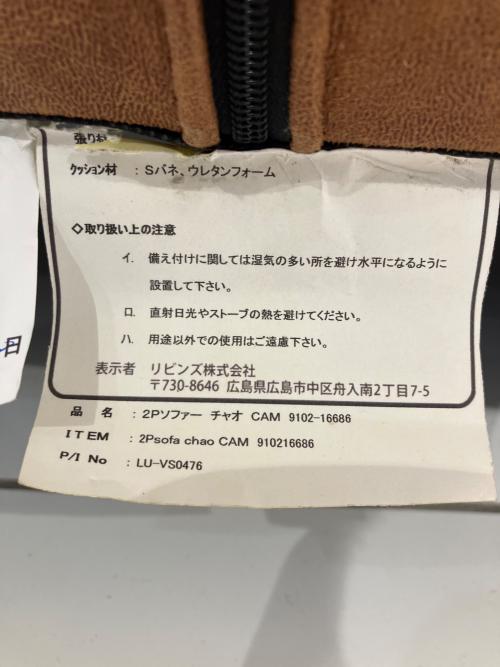 張り
クッション材 : Sバネ、ウレタンフォーム
◇取り扱い上の注意
イ. 備え付けに関しては湿気の多い所を避け水平になるように
設置して下さい。
ロ. 直射日光やストーブの熱を避けてください。
ハ. 用途以外での使用はご遠慮下さい。
表示者 リビンズ株式会社
〒730-8646 広島県広島市中区舟入南2丁目7-5
日
品 名 : 2Pソファー チャオ CAM 9102-16686
ITEM : 2Psofa chao CAM 910216686
P/I No : LU-VS0476